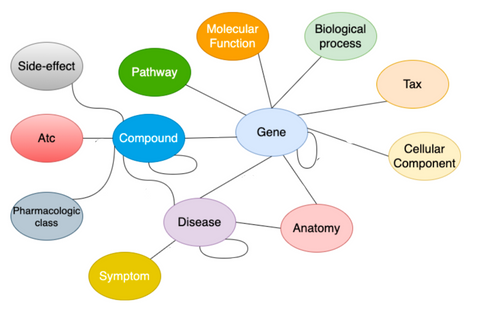 Molecular
Function
Biological
process
Side-effect
Pathway
Tax
Atc
Compound
Gene
Cellular
Component
Pharmacologic
class
Disease
Anatomy
Symptom